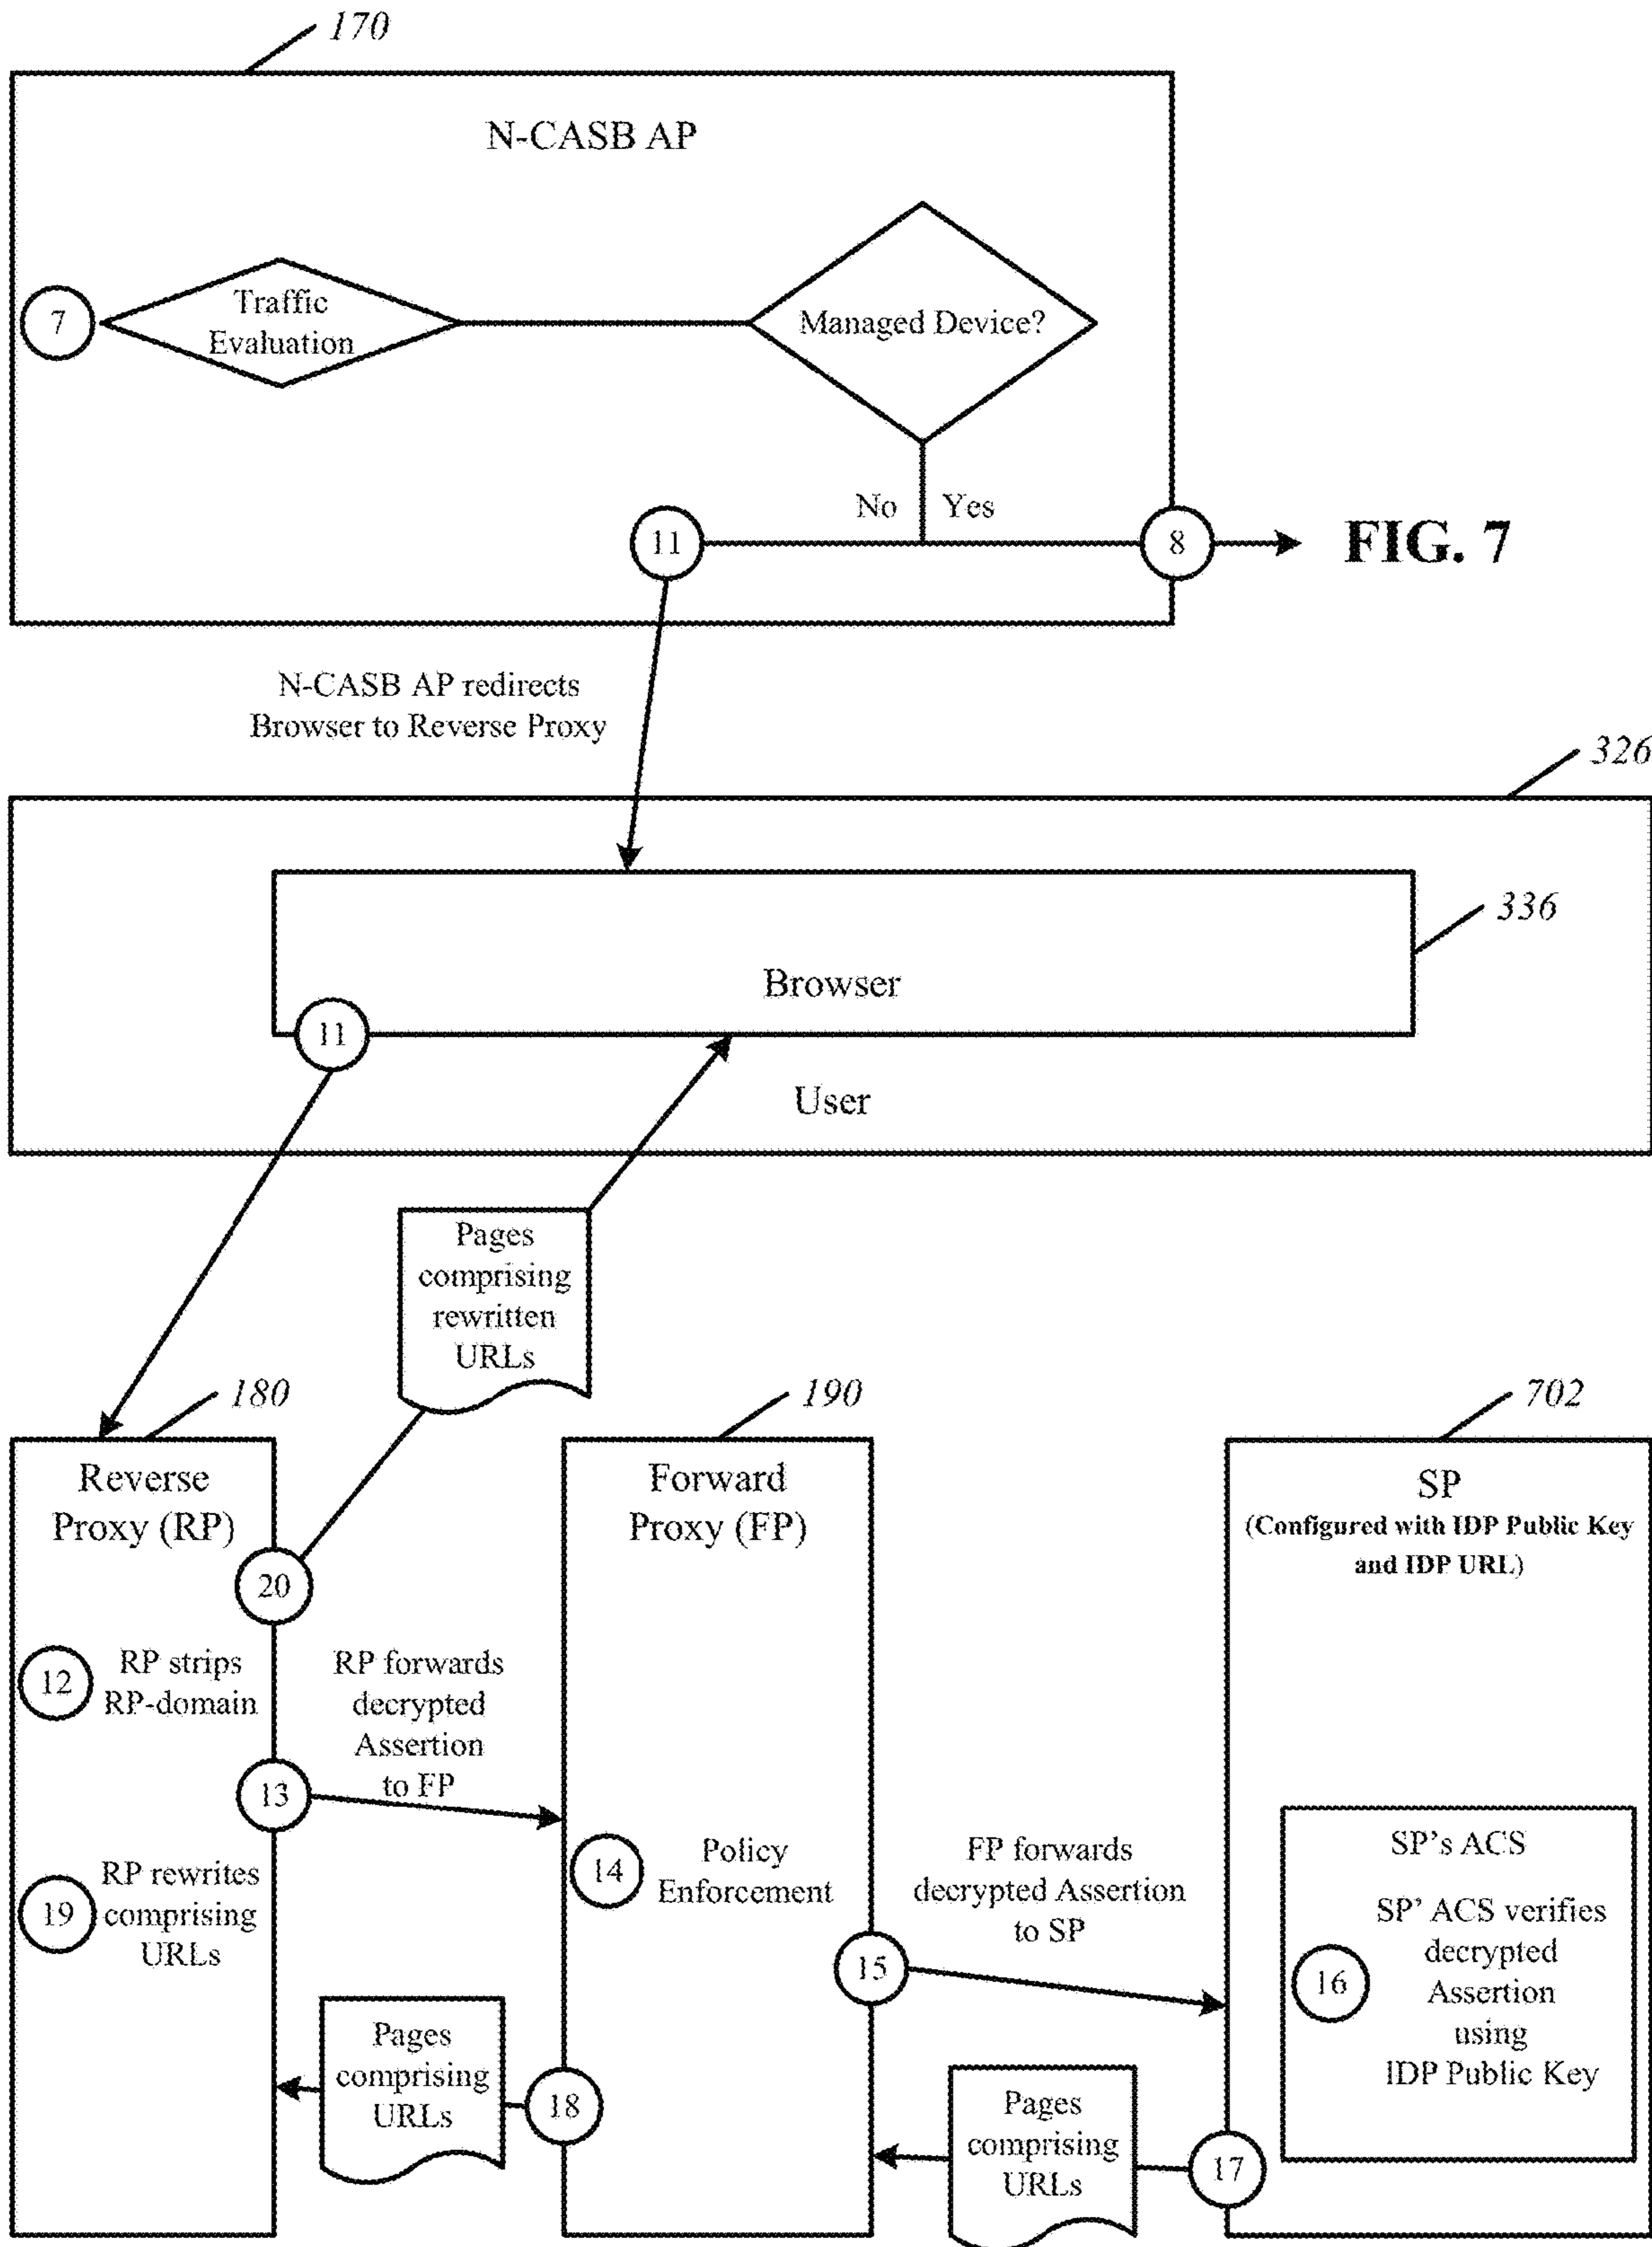 170
N-CASB AP
7
Traffic
Evaluation
Managed Device?
No
Yes
11
8
FIG. 7
N-CASB AP redirects
Browser to Reverse Proxy
326
336
Browser
11
User
Pages
comprising
rewritten
URLs
180
190
702
Reverse
Proxy (RP)
20
12
RP strips
RP-domain
13
19
RP rewrites
comprising
URLs
RP forwards
decrypted
Assertion
to FP
Forward
Proxy (FP)
14
Policy
Enforcement
15
FP forwards
decrypted Assertion
to SP
SP
(Configured with IDP Public Key
and IDP URL)
SP's ACS
16
SP' ACS verifies
decrypted
Assertion
using
IDP Public Key
17
Pages
comprising
URLs
18
Pages
comprising
URLs